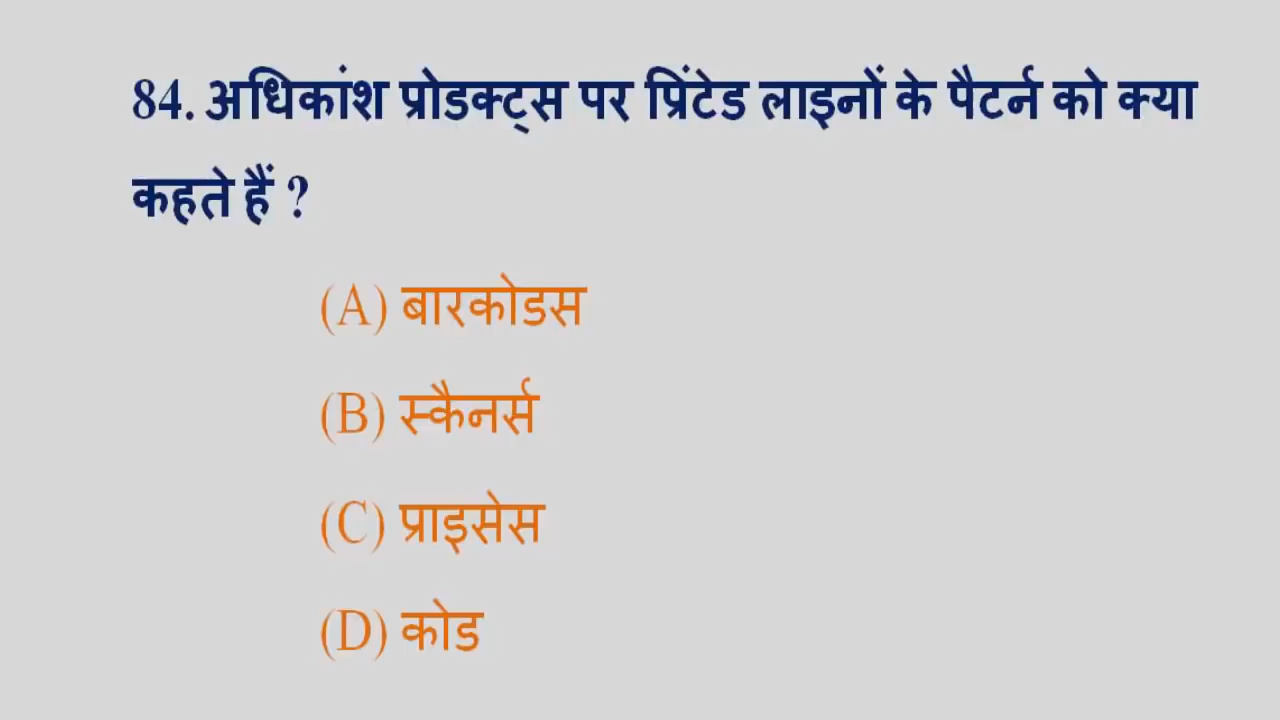 84. अधिकांश प्रोडक्ट्स पर प्रिंटेड लाइनों के पैटर्न को क्या
कहते हैं ?
(A) बारकोडस
(B) स्कैनर्स
(C) प्राइसेस
(D) कोड